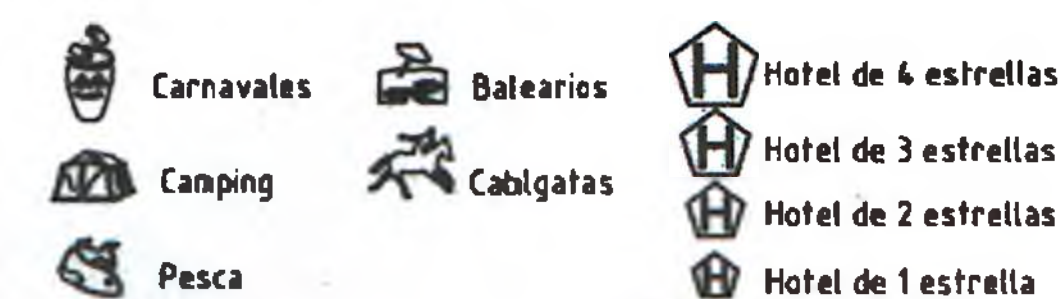 Carnavales
Camping
Pesca
Balearios
Cabalgatas
H Hotel de 4 estrellas
H Hotel de 3 estrellas
H Hotel de 2 estrellas
H Hotel de 1 estrella